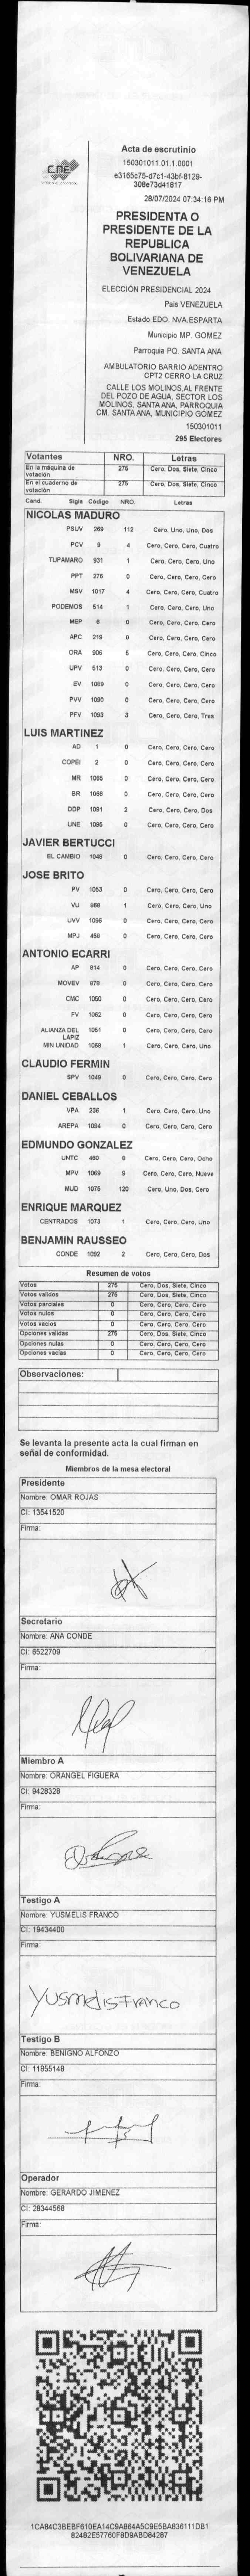 CNE
Acta de escrutinio
150301011.01.1.0001
e3165c75-d7c1-43bf-8129-
308e73d41817
28/07/2024 07:34:16 PM
PRESIDENTA O
PRESIDENTE DE LA
REPUBLICA
BOLIVARIANA DE
VENEZUELA
ELECCIÓN PRESIDENCIAL 2024
País VENEZUELA
Estado EDO. NVA.ESPARTA
Municipio MP. GOMEZ
Parroquia PQ. SANTA ANA
AMBULATORIO BARRIO ADENTRO
CPT2 CERRO LA CRUZ
CALLE LOS MOLINOS,AL FRENTE
DEL POZO DE AGUA, SECTOR LOS
MOLINOS, SANTA ANA, PARROQUIA
CM. SANTA ANA, MUNICIPIO GÓMEZ
150301011
295 Electores
Votantes NRO. Letras
En la máquina de votación 275 Cero, Dos, Siete, Cinco
En el cuaderno de votación 275 Cero, Dos, Siete, Cinco
Cand. Sigla Código NRO. Letras
NICOLAS MADURO
PSUV 269 112 Cero, Uno, Uno, Dos
PCV 9 4 Cero, Cero, Cero, Cuatro
TUPAMARO 931 1 Cero, Cero, Cero, Uno
PPT 276 0 Cero, Cero, Cero, Cero
MSV 1017 4 Cero, Cero, Cero, Cuatro
PODEMOS 514 1 Cero, Cero, Cero, Uno
MEP 6 0 Cero, Cero, Cero, Cero
APC 219 0 Cero, Cero, Cero, Cero
ORA 906 5 Cero, Cero, Cero, Cinco
UPV 513 0 Cero, Cero, Cero, Cero
EV 1089 0 Cero, Cero, Cero, Cero
PVV 1090 0 Cero, Cero, Cero, Cero
PFV 1093 3 Cero, Cero, Cero, Tres
LUIS MARTINEZ
AD 1 0 Cero, Cero, Cero, Cero
COPEI 2 0 Cero, Cero, Cero, Cero
MR 1065 0 Cero, Cero, Cero, Cero
BR 1066 0 Cero, Cero, Cero, Cero
DDP 1091 2 Cero, Cero, Cero, Dos
UNE 1095 0 Cero, Cero, Cero, Cero
JAVIER BERTUCCI
EL CAMBIO 1048 0 Cero, Cero, Cero, Cero
JOSE BRITO
PV 1053 0 Cero, Cero, Cero, Cero
VU 868 1 Cero, Cero, Cero, Uno
UVV 1096 0 Cero, Cero, Cero, Cero
MPJ 459 0 Cero, Cero, Cero, Cero
ANTONIO ECARRI
AP 814 0 Cero, Cero, Cero, Cero
MOVEV 678 0 Cero, Cero, Cero, Cero
CMC 1050 0 Cero, Cero, Cero, Cero
FV 1062 0 Cero, Cero, Cero, Cero
ALIANZA DEL LAPIZ 1051 0 Cero, Cero, Cero, Cero
MIN UNIDAD 1068 1 Cero, Cero, Cero, Uno
CLAUDIO FERMIN
SPV 1049 0 Cero, Cero, Cero, Cero
DANIEL CEBALLOS
VPA 236 1 Cero, Cero, Cero, Uno
AREPA 1094 0 Cero, Cero, Cero, Cero
EDMUNDO GONZALEZ
UNTC 460 8 Cero, Cero, Cero, Ocho
MPV 1069 9 Cero, Cero, Cero, Nueve
MUD 1075 120 Cero, Uno, Dos, Cero
ENRIQUE MARQUEZ
CENTRADOS 1073 1 Cero, Cero, Cero, Uno
BENJAMIN RAUSSEO
CONDE 1092 2 Cero, Cero, Cero, Dos
Resumen de votos
Votos 275 Cero, Dos, Siete, Cinco
Votos validos 275 Cero, Dos, Siete, Cinco
Votos parciales 0 Cero, Cero, Cero, Cero
Votos nulos 0 Cero, Cero, Cero, Cero
Votos vacios 0 Cero, Cero, Cero, Cero
Opciones validas 275 Cero, Dos, Siete, Cinco
Opciones nulas 0 Cero, Cero, Cero, Cero
Opciones vacías 0 Cero, Cero, Cero, Cero
Observaciones:
Se levanta la presente acta la cual firman en
señal de conformidad.
Miembros de la mesa electoral
Presidente
Nombre: OMAR ROJAS
CI: 13541520
Firma:
Secretario
Nombre: ANA CONDE
CI: 6522709
Firma:
Miembro A
Nombre: ORANGEL FIGUERA
CI: 9428328
Firma:
Testigo A
Nombre: YUSMELIS FRANCO
CI: 19434400
Firma:
Yusmelis Franco
Testigo B
Nombre: BENIGNO ALFONZO
CI: 11855148
Firma:
Operador
Nombre: GERARDO JIMENEZ
CI: 28344568
Firma:
1CA84C3BEBF610EA14C9A864A5C9E5BA836111DB1
82482E57760F8D9ABD84287